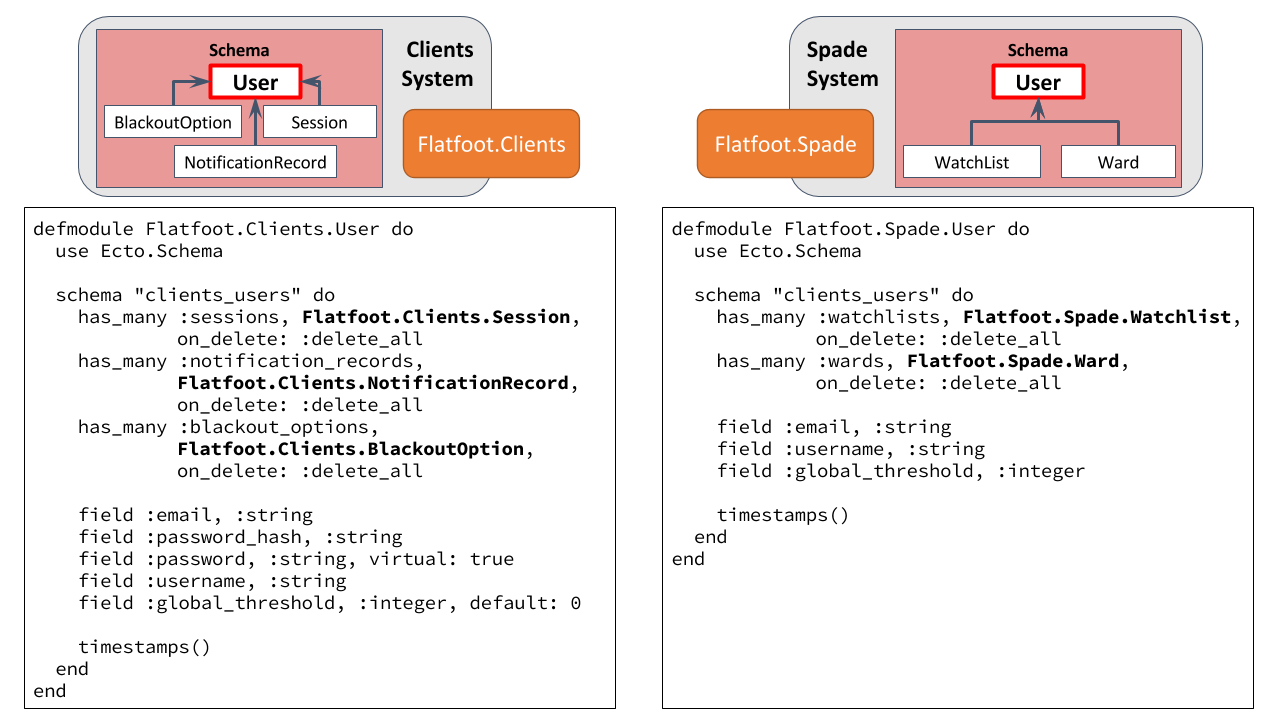 Schema
User
BlackoutOption
Session
NotificationRecord
Clients
System
Flatfoot.Clients
Spade
System
Flatfoot.Spade
Schema
User
WatchList
Ward
defmodule Flatfoot.Clients.User do
  use Ecto.Schema

  schema "clients_users" do
    has_many :sessions, Flatfoot.Clients.Session,
             on_delete: :delete_all
    has_many :notification_records,
             Flatfoot.Clients.NotificationRecord,
             on_delete: :delete_all
    has_many :blackout_options,
             Flatfoot.Clients.BlackoutOption,
             on_delete: :delete_all

    field :email, :string
    field :password_hash, :string
    field :password, :string, virtual: true
    field :username, :string
    field :global_threshold, :integer, default: 0

    timestamps()
  end
end
defmodule Flatfoot.Spade.User do
  use Ecto.Schema

  schema "clients_users" do
    has_many :watchlists, Flatfoot.Spade.Watchlist,
             on_delete: :delete_all
    has_many :wards, Flatfoot.Spade.Ward,
             on_delete: :delete_all

    field :email, :string
    field :username, :string
    field :global_threshold, :integer

    timestamps()
  end
end